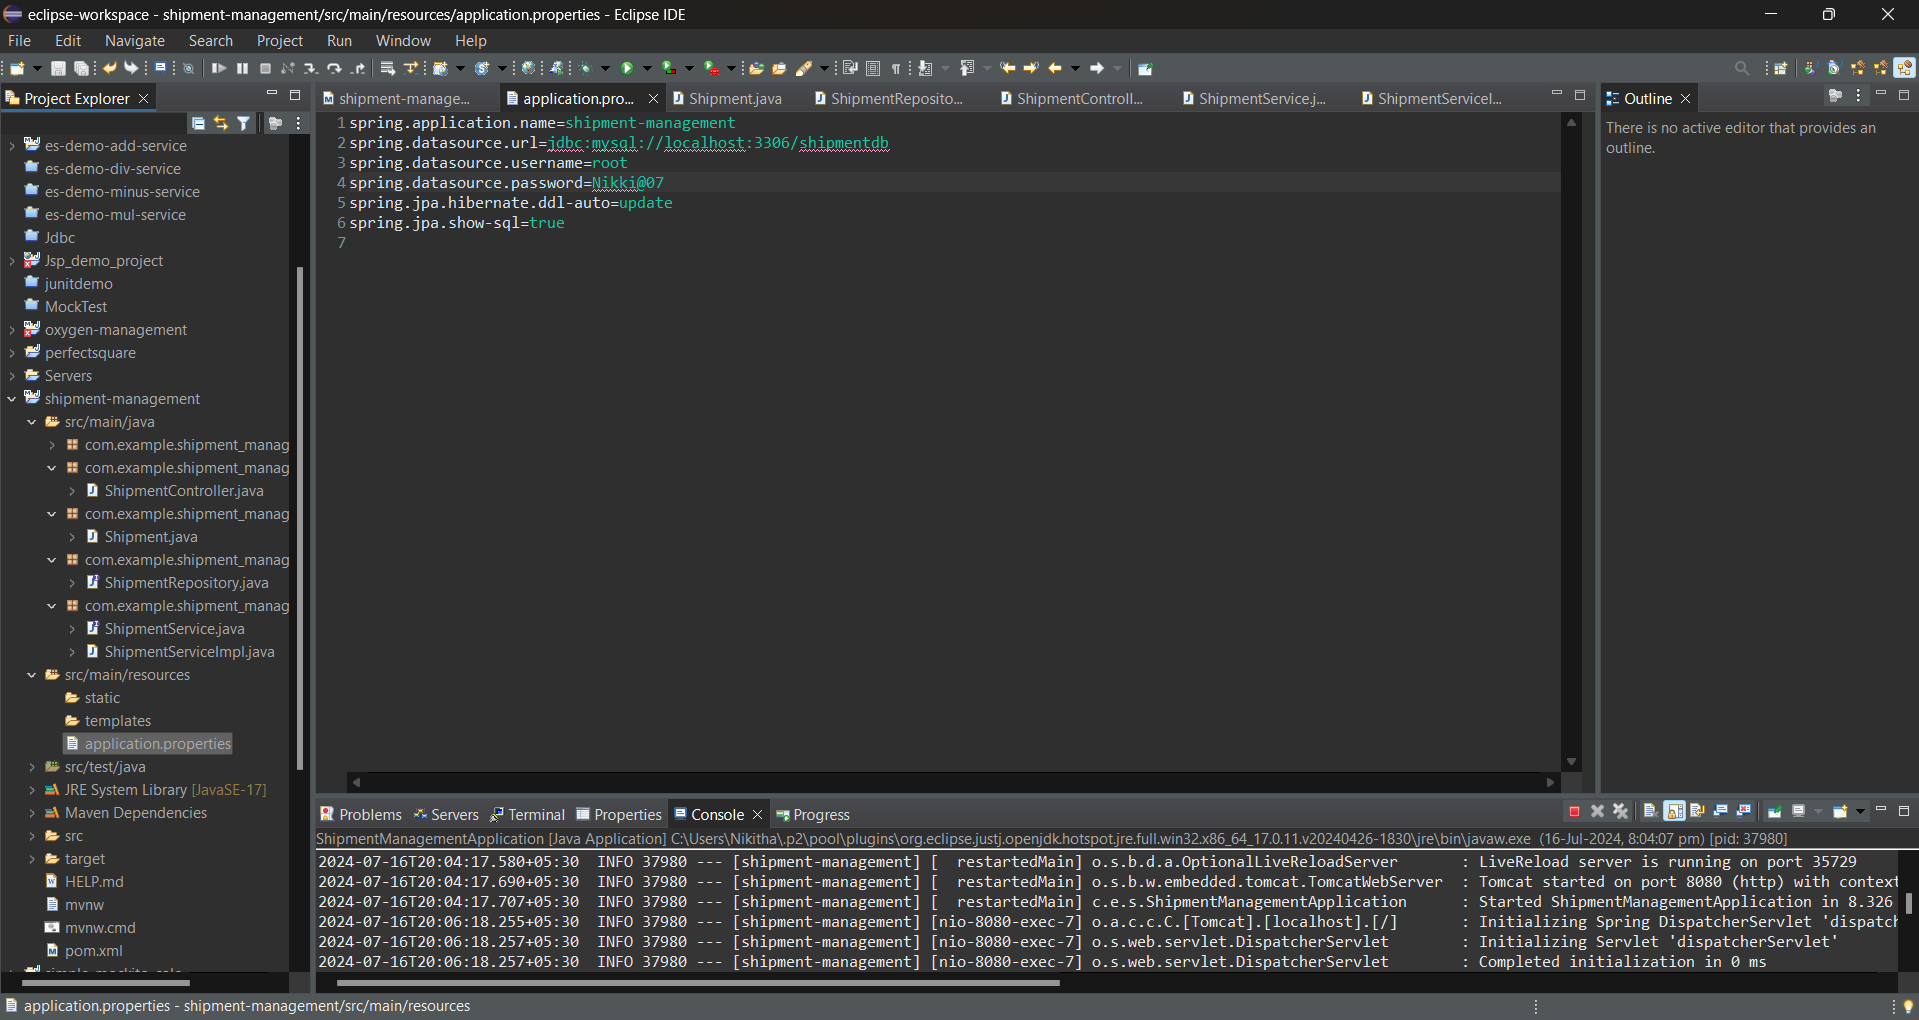 eclipse-workspace - shipment-management/src/main/resources/application.properties - Eclipse IDE
File Edit Navigate Search Project Run Window Help
Project Explorer
shipment-manage...
application.pro...
Shipment.java
ShipmentReposito...
ShipmentControll...
ShipmentService.j...
ShipmentServiceI...
Outline
There is no active editor that provides an
outline.
es-demo-add-service
es-demo-div-service
es-demo-minus-service
es-demo-mul-service
Jdbc
Jsp_demo_project
junitdemo
MockTest
oxygen-management
perfectsquare
Servers
shipment-management
src/main/java
com.example.shipment_manag
com.example.shipment_manag
ShipmentController.java
com.example.shipment_manag
Shipment.java
com.example.shipment_manag
ShipmentRepository.java
com.example.shipment_manag
ShipmentService.java
ShipmentServiceImpl.java
src/main/resources
static
templates
application.properties
src/test/java
JRE System Library [JavaSE-17]
Maven Dependencies
src
target
HELP.md
mvnw
mvnw.cmd
pom.xml
1 spring.application.name=shipment-management
2 spring.datasource.url=jdbc:mysql://localhost:3306/shipmentdb
3 spring.datasource.username=root
4 spring.datasource.password=Nikki@07
5 spring.jpa.hibernate.ddl-auto=update
6 spring.jpa.show-sql=true
7
Problems Servers Terminal Properties Console Progress
ShipmentManagementApplication [Java Application] C:\Users\Nikitha\.p2\pool\plugins\org.eclipse.justj.openjdk.hotspot.jre.full.win32.x86_64_17.0.11.v20240426-1830\jre\bin\javaw.exe (16-Jul-2024, 8:04:07 pm) [pid: 37980]
2024-07-16T20:04:17.580+05:30 INFO 37980 --- [shipment-management] [ restartedMain] o.s.b.d.a.OptionalLiveReloadServer : LiveReload server is running on port 35729
2024-07-16T20:04:17.690+05:30 INFO 37980 --- [shipment-management] [ restartedMain] o.s.b.w.embedded.tomcat.TomcatWebServer : Tomcat started on port 8080 (http) with context
2024-07-16T20:04:17.707+05:30 INFO 37980 --- [shipment-management] [ restartedMain] c.e.s.ShipmentManagementApplication : Started ShipmentManagementApplication in 8.326
2024-07-16T20:06:18.255+05:30 INFO 37980 --- [shipment-management] [nio-8080-exec-7] o.a.c.c.C.[Tomcat].[localhost].[/] : Initializing Spring DispatcherServlet 'dispatch
2024-07-16T20:06:18.257+05:30 INFO 37980 --- [shipment-management] [nio-8080-exec-7] o.s.web.servlet.DispatcherServlet : Initializing Servlet 'dispatcherServlet'
2024-07-16T20:06:18.257+05:30 INFO 37980 --- [shipment-management] [nio-8080-exec-7] o.s.web.servlet.DispatcherServlet : Completed initialization in 0 ms
application.properties - shipment-management/src/main/resources